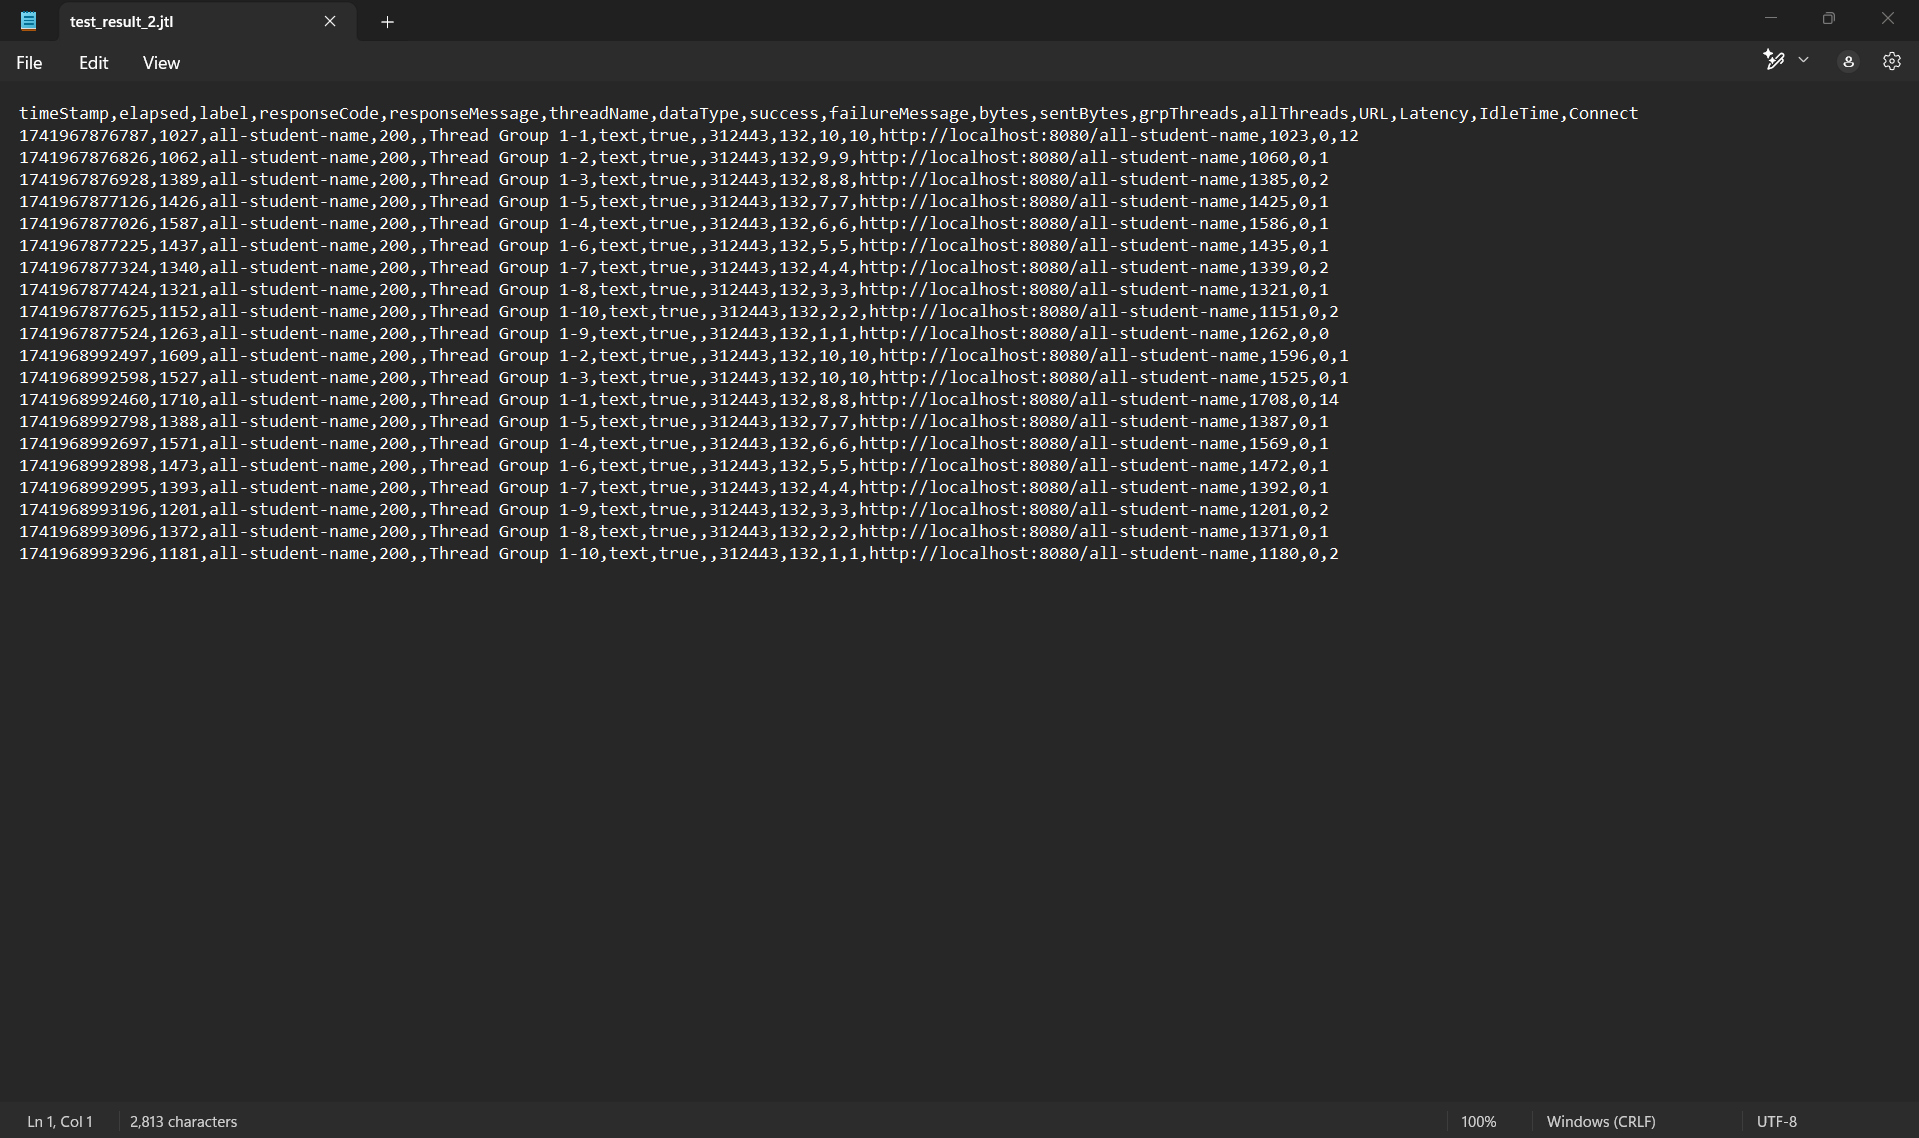 test_result_2.jtl
File Edit View
timeStamp,elapsed,label,responseCode,responseMessage,threadName,dataType,success,failureMessage,bytes,sentBytes,grpThreads,allThreads,URL,Latency,IdleTime,Connect
1741967876787,1027,all-student-name,200,,Thread Group 1-1,text,true,,312443,132,10,10,http://localhost:8080/all-student-name,1023,0,12
1741967876826,1062,all-student-name,200,,Thread Group 1-2,text,true,,312443,132,9,9,http://localhost:8080/all-student-name,1060,0,1
1741967876928,1389,all-student-name,200,,Thread Group 1-3,text,true,,312443,132,8,8,http://localhost:8080/all-student-name,1385,0,2
1741967877126,1426,all-student-name,200,,Thread Group 1-5,text,true,,312443,132,7,7,http://localhost:8080/all-student-name,1425,0,1
1741967877026,1587,all-student-name,200,,Thread Group 1-4,text,true,,312443,132,6,6,http://localhost:8080/all-student-name,1586,0,1
1741967877225,1437,all-student-name,200,,Thread Group 1-6,text,true,,312443,132,5,5,http://localhost:8080/all-student-name,1435,0,1
1741967877324,1340,all-student-name,200,,Thread Group 1-7,text,true,,312443,132,4,4,http://localhost:8080/all-student-name,1339,0,2
1741967877424,1321,all-student-name,200,,Thread Group 1-8,text,true,,312443,132,3,3,http://localhost:8080/all-student-name,1321,0,1
1741967877625,1152,all-student-name,200,,Thread Group 1-10,text,true,,312443,132,2,2,http://localhost:8080/all-student-name,1151,0,2
1741967877524,1263,all-student-name,200,,Thread Group 1-9,text,true,,312443,132,1,1,http://localhost:8080/all-student-name,1262,0,0
1741968992497,1609,all-student-name,200,,Thread Group 1-2,text,true,,312443,132,10,10,http://localhost:8080/all-student-name,1596,0,1
1741968992598,1527,all-student-name,200,,Thread Group 1-3,text,true,,312443,132,10,10,http://localhost:8080/all-student-name,1525,0,1
1741968992460,1710,all-student-name,200,,Thread Group 1-1,text,true,,312443,132,8,8,http://localhost:8080/all-student-name,1708,0,14
1741968992798,1388,all-student-name,200,,Thread Group 1-5,text,true,,312443,132,7,7,http://localhost:8080/all-student-name,1387,0,1
1741968992697,1571,all-student-name,200,,Thread Group 1-4,text,true,,312443,132,6,6,http://localhost:8080/all-student-name,1569,0,1
1741968992898,1473,all-student-name,200,,Thread Group 1-6,text,true,,312443,132,5,5,http://localhost:8080/all-student-name,1472,0,1
1741968992995,1393,all-student-name,200,,Thread Group 1-7,text,true,,312443,132,4,4,http://localhost:8080/all-student-name,1392,0,1
1741968993196,1201,all-student-name,200,,Thread Group 1-9,text,true,,312443,132,3,3,http://localhost:8080/all-student-name,1201,0,2
1741968993096,1372,all-student-name,200,,Thread Group 1-8,text,true,,312443,132,2,2,http://localhost:8080/all-student-name,1371,0,1
1741968993296,1181,all-student-name,200,,Thread Group 1-10,text,true,,312443,132,1,1,http://localhost:8080/all-student-name,1180,0,2
Ln 1, Col 1 2,813 characters 100% Windows (CRLF) UTF-8